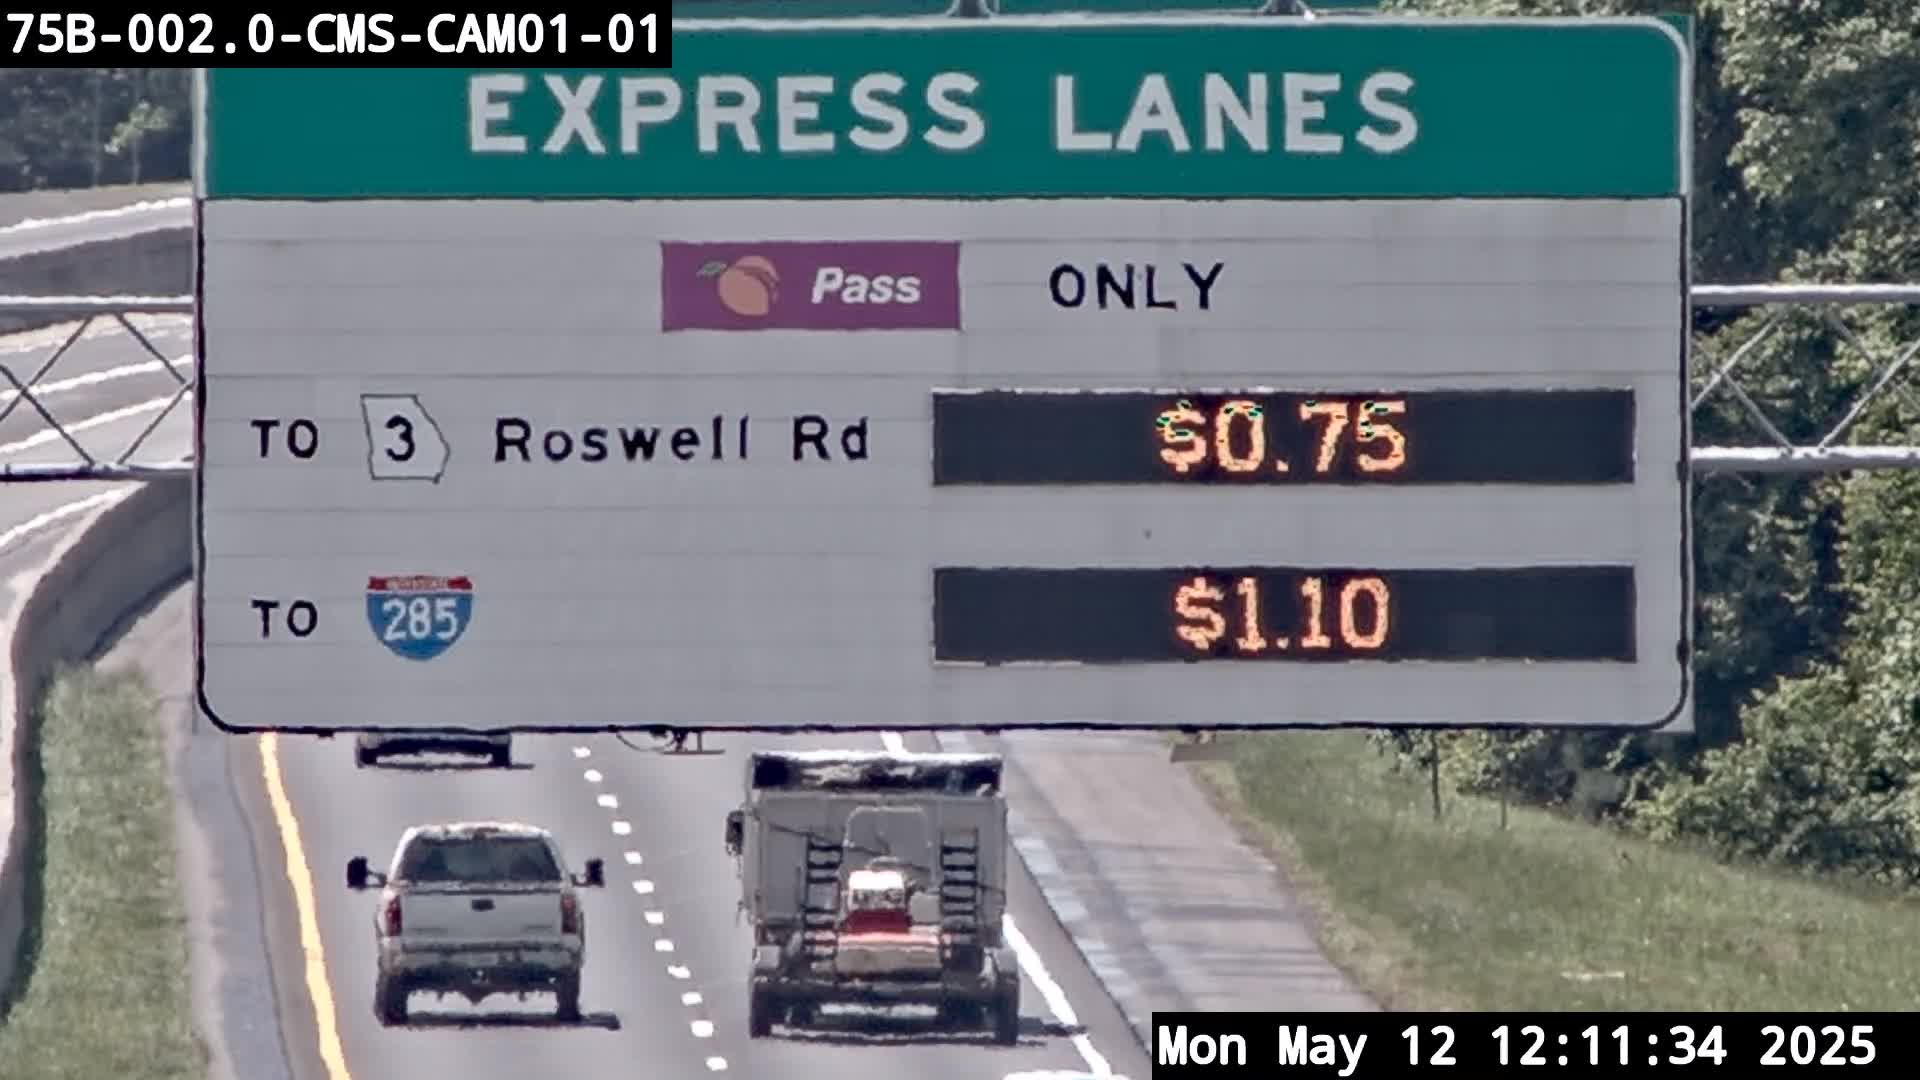 75B-002.0-CMS-CAM01-01
EXPRESS LANES
Pass ONLY
TO 3 Roswell Rd $0.75
INTERSTATE
TO 285 $1.10
Mon May 12 12:11:34 2025